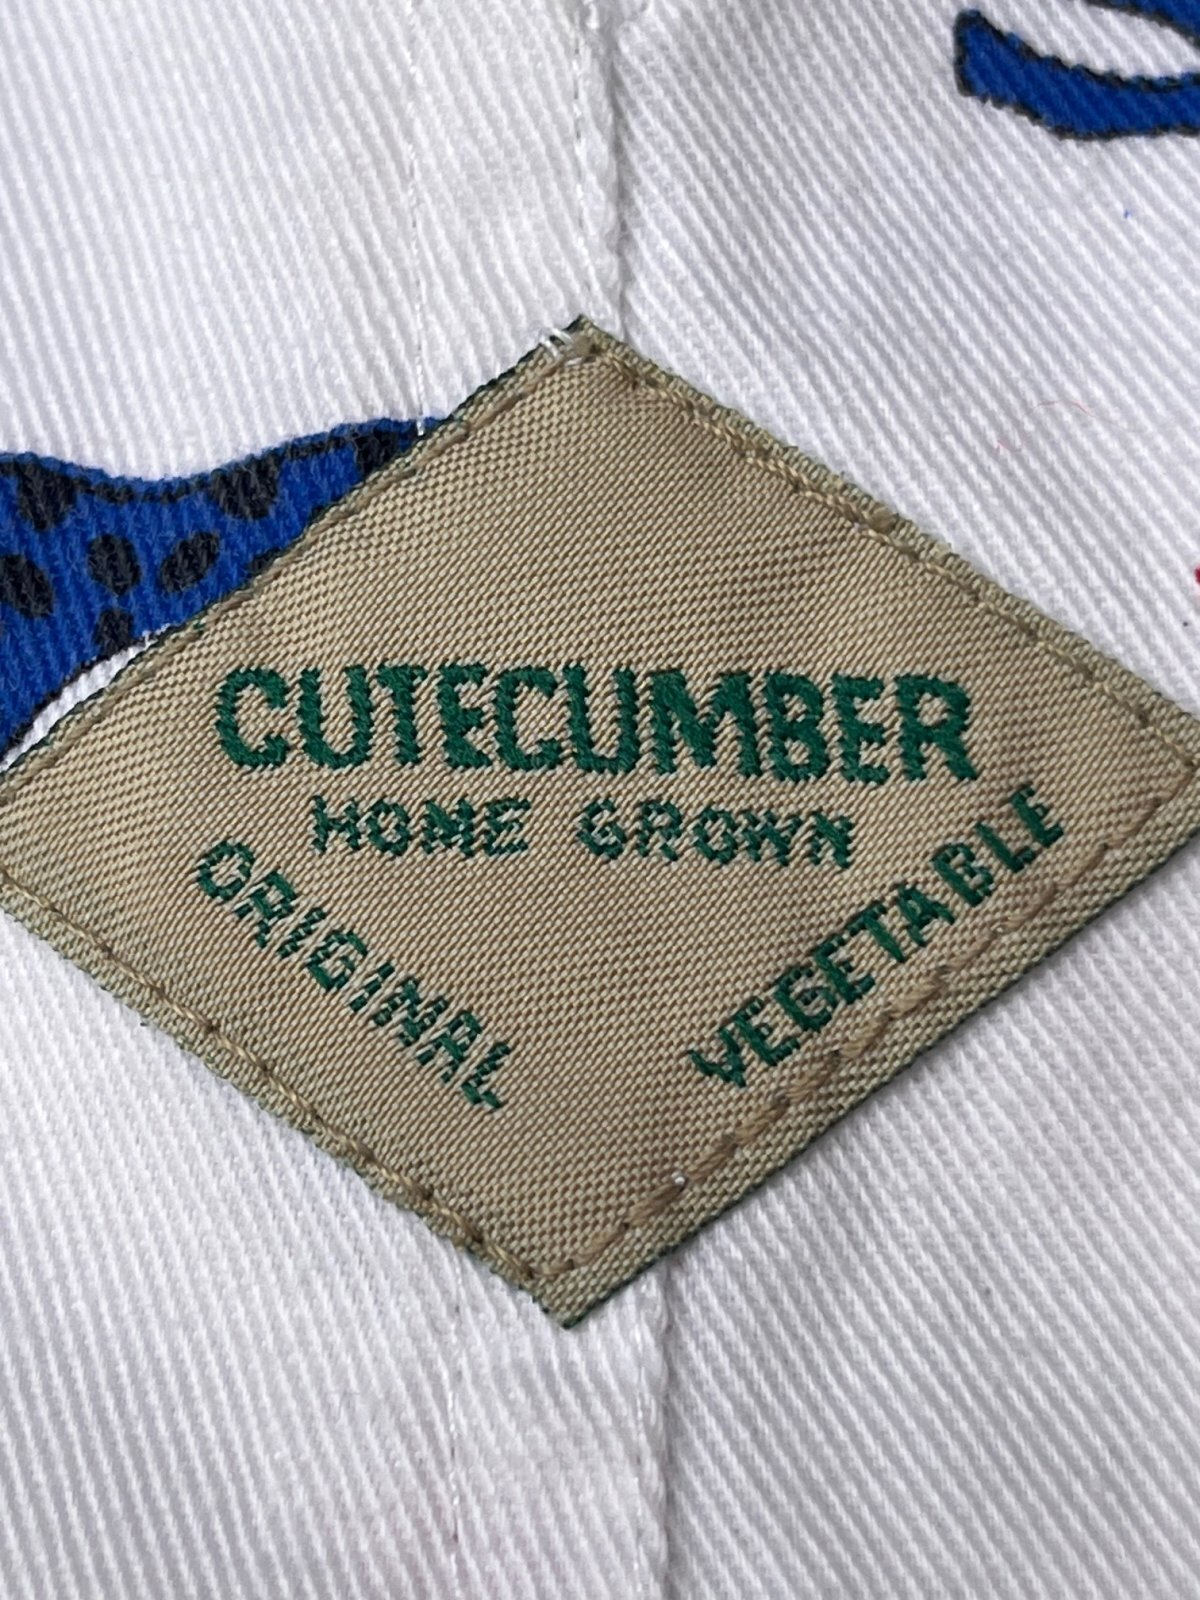 CUTECUMBER
HOME GROWN
ORIGINAL
VEGETABLE